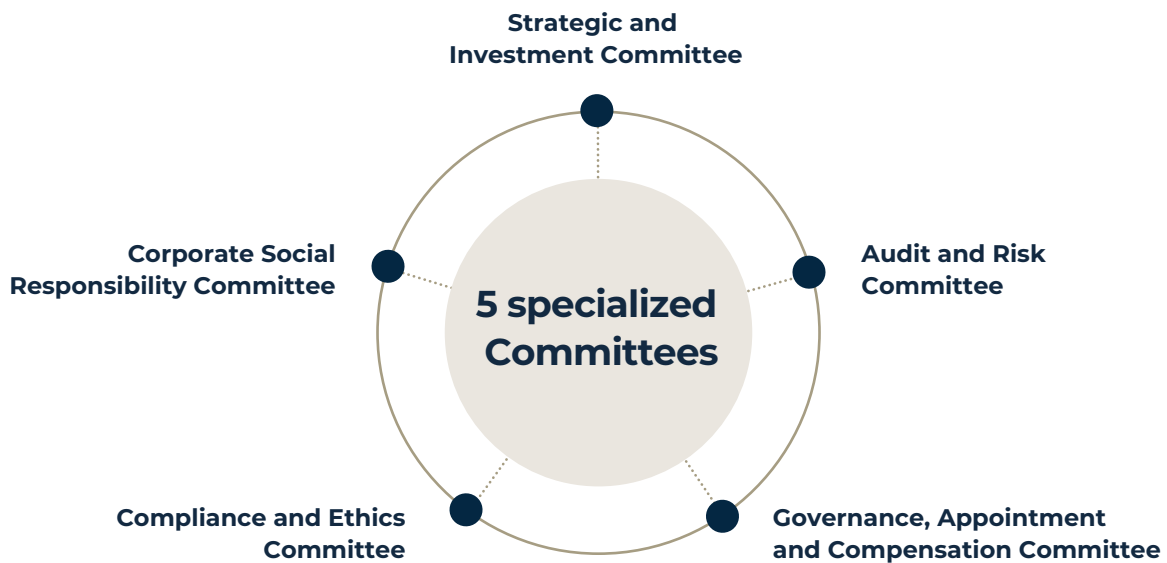 Strategic and
Investment Committee
Corporate Social
Responsibility Committee
Audit and Risk
Committee
5 specialized
Committees
Compliance and Ethics
Committee
Governance, Appointment
and Compensation Committee